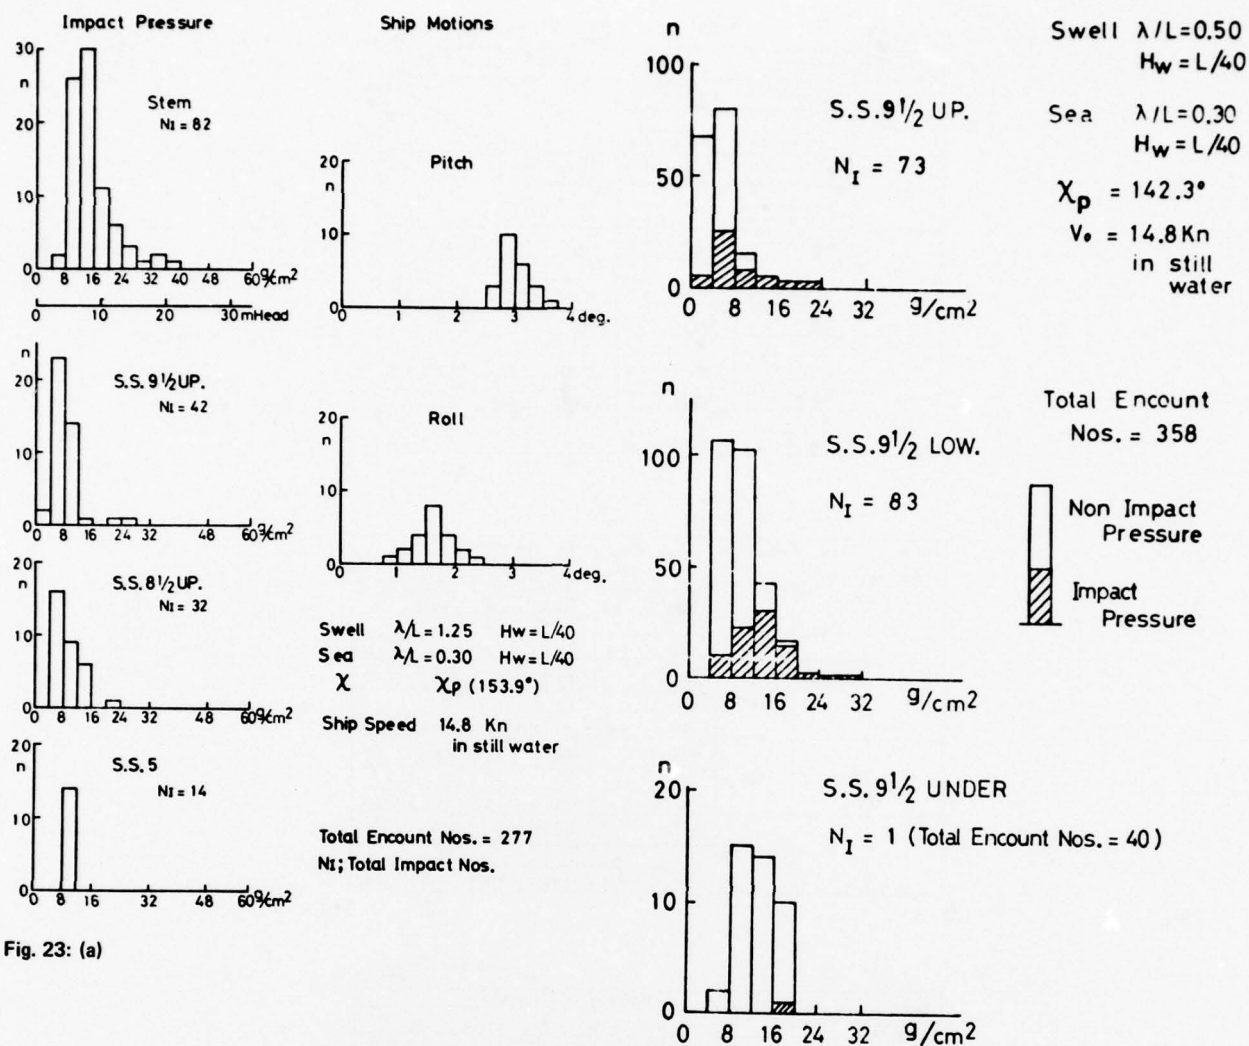 Impact Pressure
30
n
20
10
0
Stem
NI = 82
0 8 16 24 32 40 60 g/cm2
0 10 20 30 mHead
n
20
10
0
S.S. 9 1/2 UP.
NI = 42
0 8 16 24 32 48 60 g/cm2
20
n
10
0
S.S. 8 1/2 UP.
NI = 32
0 8 16 24 32 48 60 g/cm2
20
n
10
0
S.S. 5
NI = 14
0 8 16 32 48 60 g/cm2
Fig. 23: (a)
Ship Motions
Pitch
20
n
10
0
0 1 2 3 4 deg.
Roll
20
n
10
0
0 1 2 3 4 deg.
Swell λ/L = 1.25 Hw = L/40
Sea λ/L = 0.30 Hw = L/40
χ χp (153.9°)
Ship Speed 14.8 Kn
in still water
Total Encount Nos. = 277
NI; Total Impact Nos.
n
100
50
0
S.S. 9 1/2 UP.
NI = 73
0 8 16 24 32 g/cm2
n
100
50
0
S.S. 9 1/2 LOW.
NI = 83
0 8 16 24 32 g/cm2
n
20
10
0
S.S. 9 1/2 UNDER
NI = 1 (Total Encount Nos. = 40)
0 8 16 24 32 g/cm2
Swell λ/L = 0.50
Hw = L/40
Sea λ/L = 0.30
Hw = L/40
χp = 142.3°
Vo = 14.8 Kn
in still
water
Total Encount
Nos. = 358
Non Impact
Pressure
Impact
Pressure